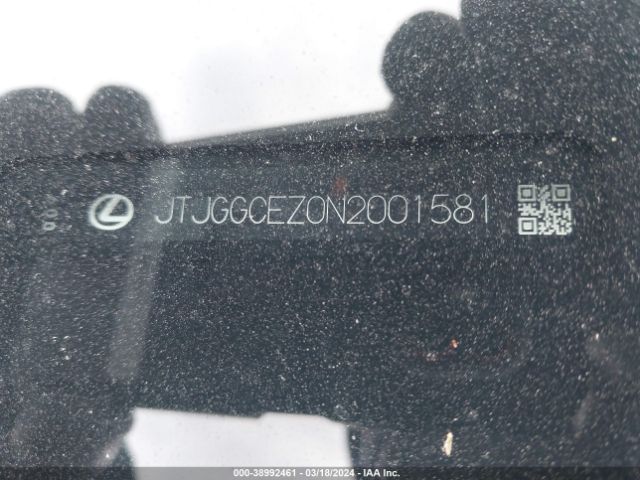 JTJGGCEZ0N2001581
000-38992461 - 03/18/2024 - IAA Inc.